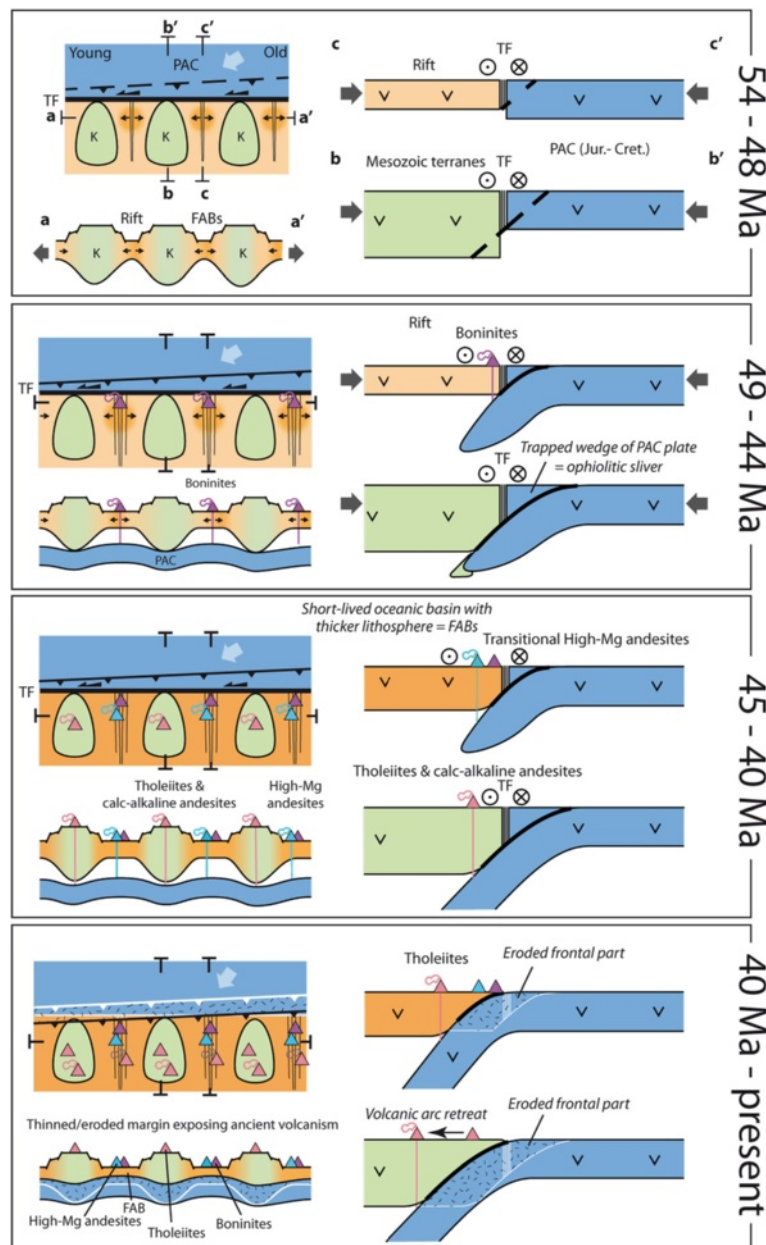 b'
c'
Young
PAC
Old
TF
a
a'
K
K
K
b
c
a
Rift
FABs
a'
K
K
K
c
TF
c'
Rift
b
Mesozoic terranes
TF
PAC (Jur.- Cret.)
b'
54 - 48 Ma
TF
Boninites
PAC
Rift
Boninites
Trapped wedge of PAC plate
= ophiolitic sliver
TF
49 - 44 Ma
Short-lived oceanic basin with
thicker lithosphere = FABs
TF
Tholeiites &
calc-alkaline andesites
High-Mg
andesites
Transitional High-Mg andesites
Tholeiites & calc-alkaline andesites
TF
45 - 40 Ma
Thinned/eroded margin exposing ancient volcanism
FAB
High-Mg andesites
Tholeiites
Boninites
Tholeiites
Eroded frontal part
Volcanic arc retreat
Eroded frontal part
40 Ma - present